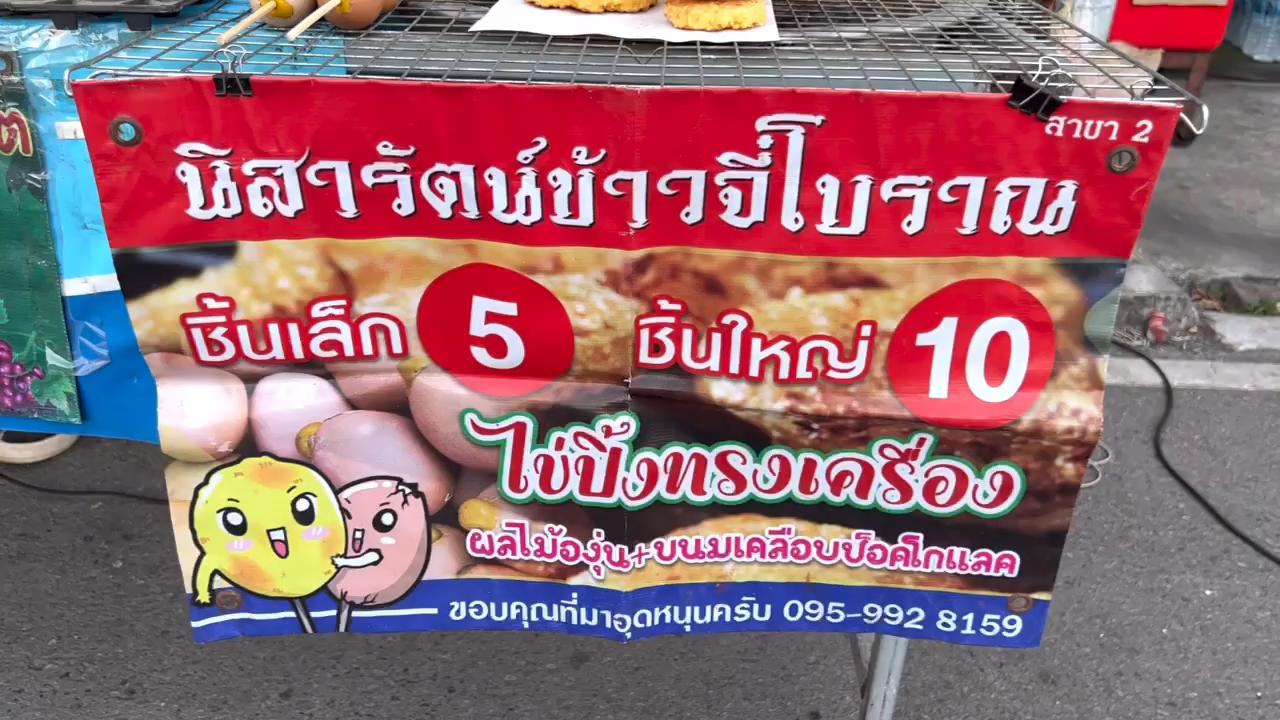 สาขา 2
นิสารัตน์ข้าวจี่โบราณ
ชิ้นเล็ก 5 ชิ้นใหญ่ 10
ไข่ปิ้งทรงเครื่อง
ผลไม้องุ่น+ขนมเคลือบช็อคโกแลค
ขอบคุณที่มาอุดหนุนครับ 095-992 8159